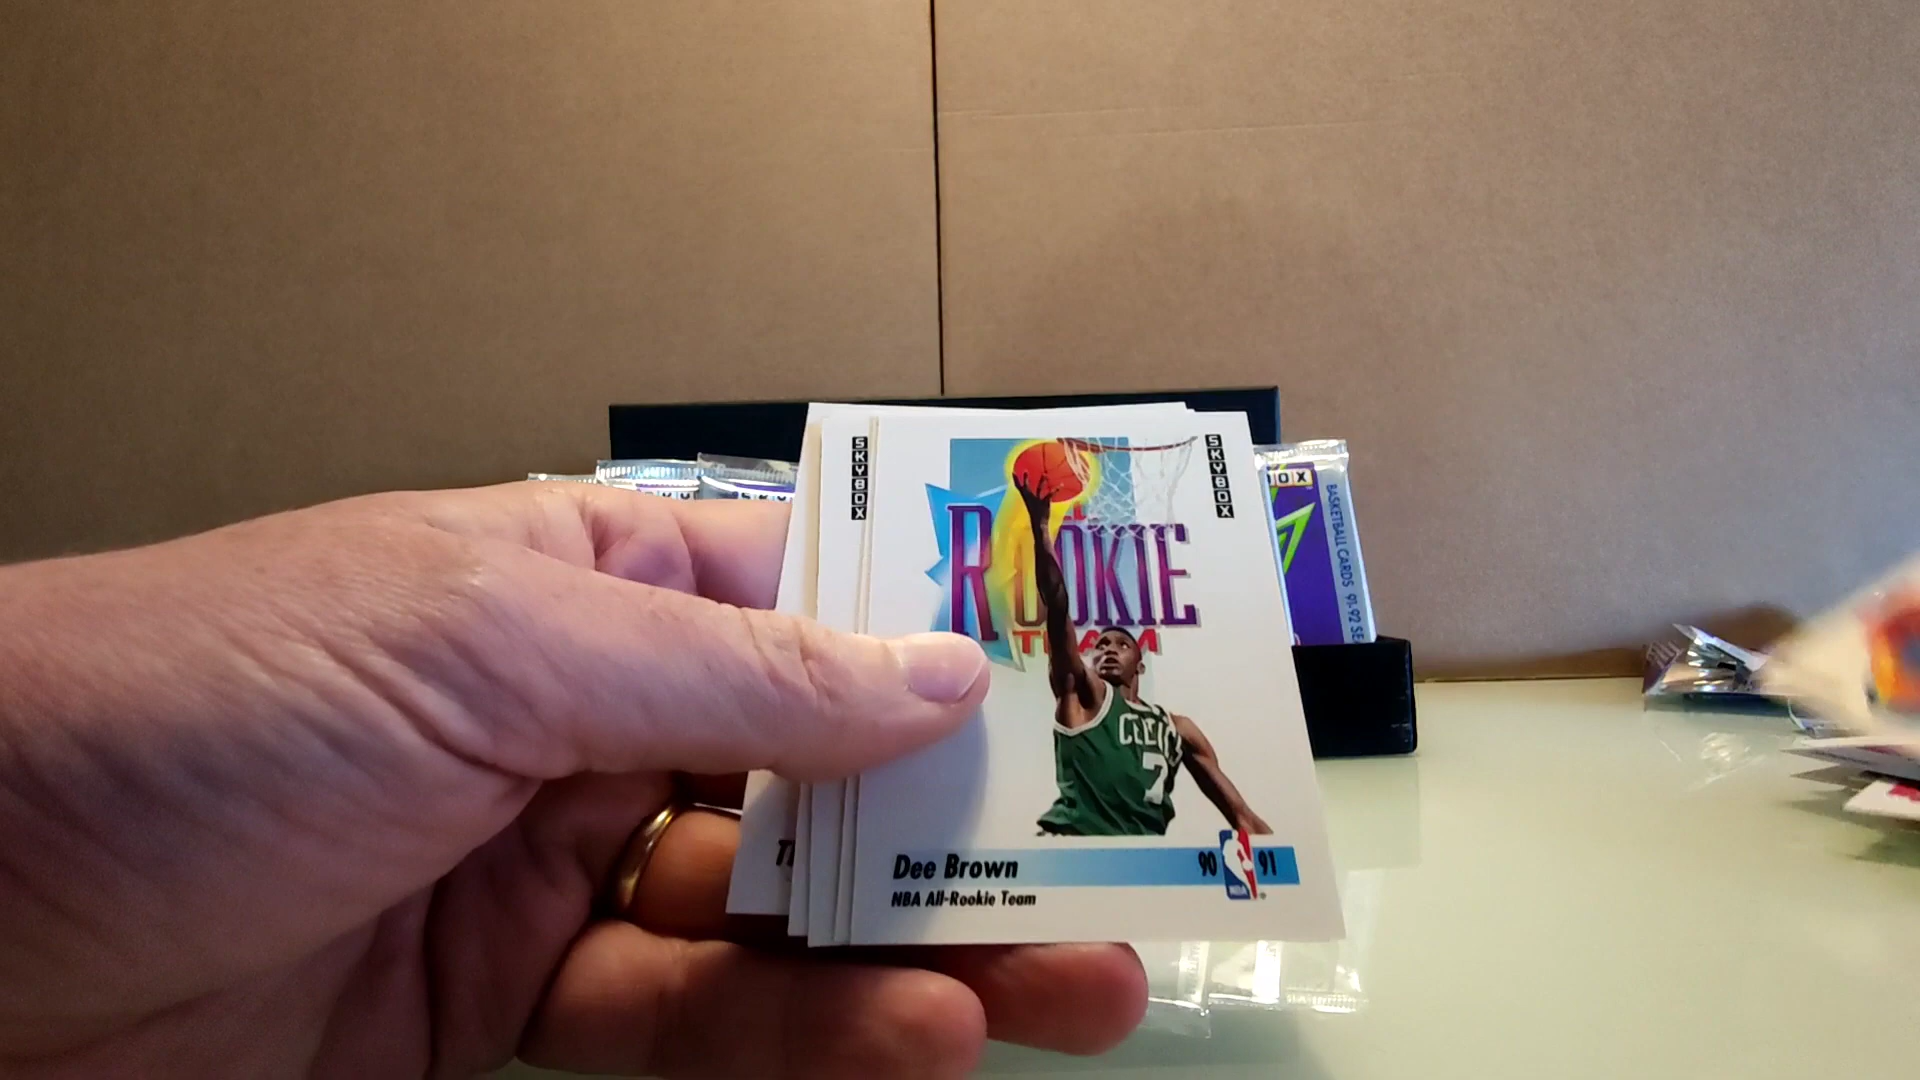 SKYBOX
SKYBOX
ROOKIE
TEAM
CELTICS
7
Dee Brown
90
NBA
91
NBA All-Rookie Team
BASKETBALL CARDS 91-92 SE